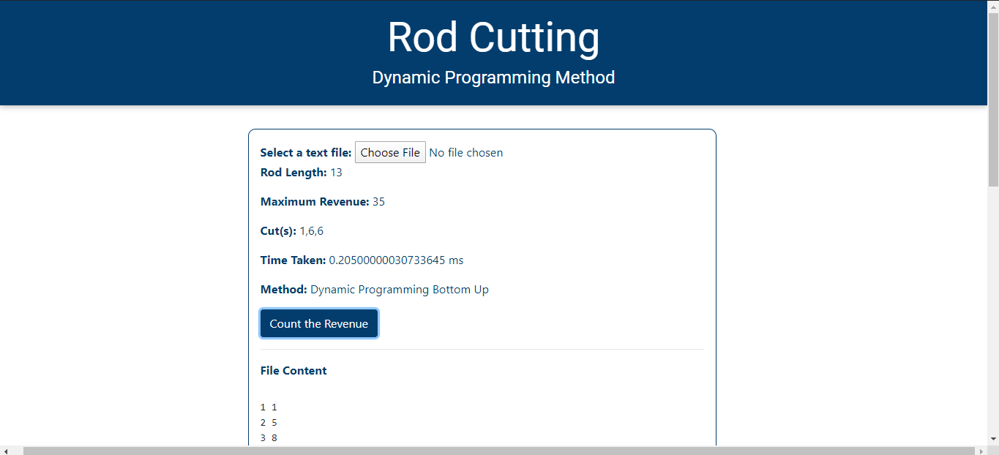 Rod Cutting
Dynamic Programming Method
Select a text file: Choose File No file chosen
Rod Length: 13
Maximum Revenue: 35
Cut(s): 1,6,6
Time Taken: 0.20500000030733645 ms
Method: Dynamic Programming Bottom Up
Count the Revenue
File Content
1 1
2 5
3 8